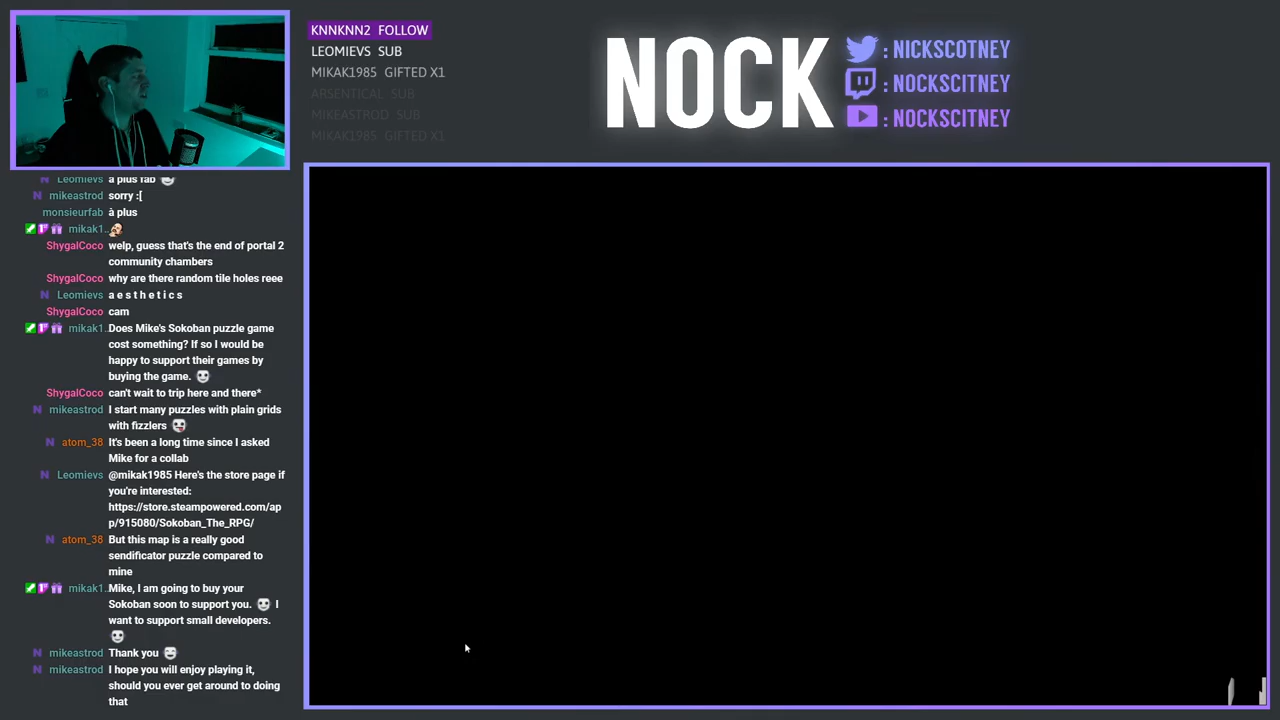 KNNKNN2 FOLLOW
LEOMIEVS SUB
MIKAK1985 GIFTED X1
ARSENTICAL SUB
MIKEASTROD SUB
MIKAK1985 GIFTED X1
NOCK
: NICKSCOTNEY
: NOCKSCITNEY
: NOCKSCITNEY
Leomievs a plus fab
mikeastrod sorry :[
monsieurfab à plus
mikak1..
ShygalCoco welp, guess that's the end of portal 2
community chambers
ShygalCoco why are there random tile holes reee
Leomievs a e s t h e t i c s
ShygalCoco cam
mikak1.. Does Mike's Sokoban puzzle game
cost something? If so I would be
happy to support their games by
buying the game.
ShygalCoco can't wait to trip here and there*
mikeastrod I start many puzzles with plain grids
with fizzlers
atom_38 It's been a long time since I asked
Mike for a collab
Leomievs @mikak1985 Here's the store page if
you're interested:
https://store.steampowered.com/ap
p/915080/Sokoban_The_RPG/
atom_38 But this map is a really good
sendificator puzzle compared to
mine
mikak1.. Mike, I am going to buy your
Sokoban soon to support you. I
want to support small developers.
mikeastrod Thank you
mikeastrod I hope you will enjoy playing it,
should you ever get around to doing
that